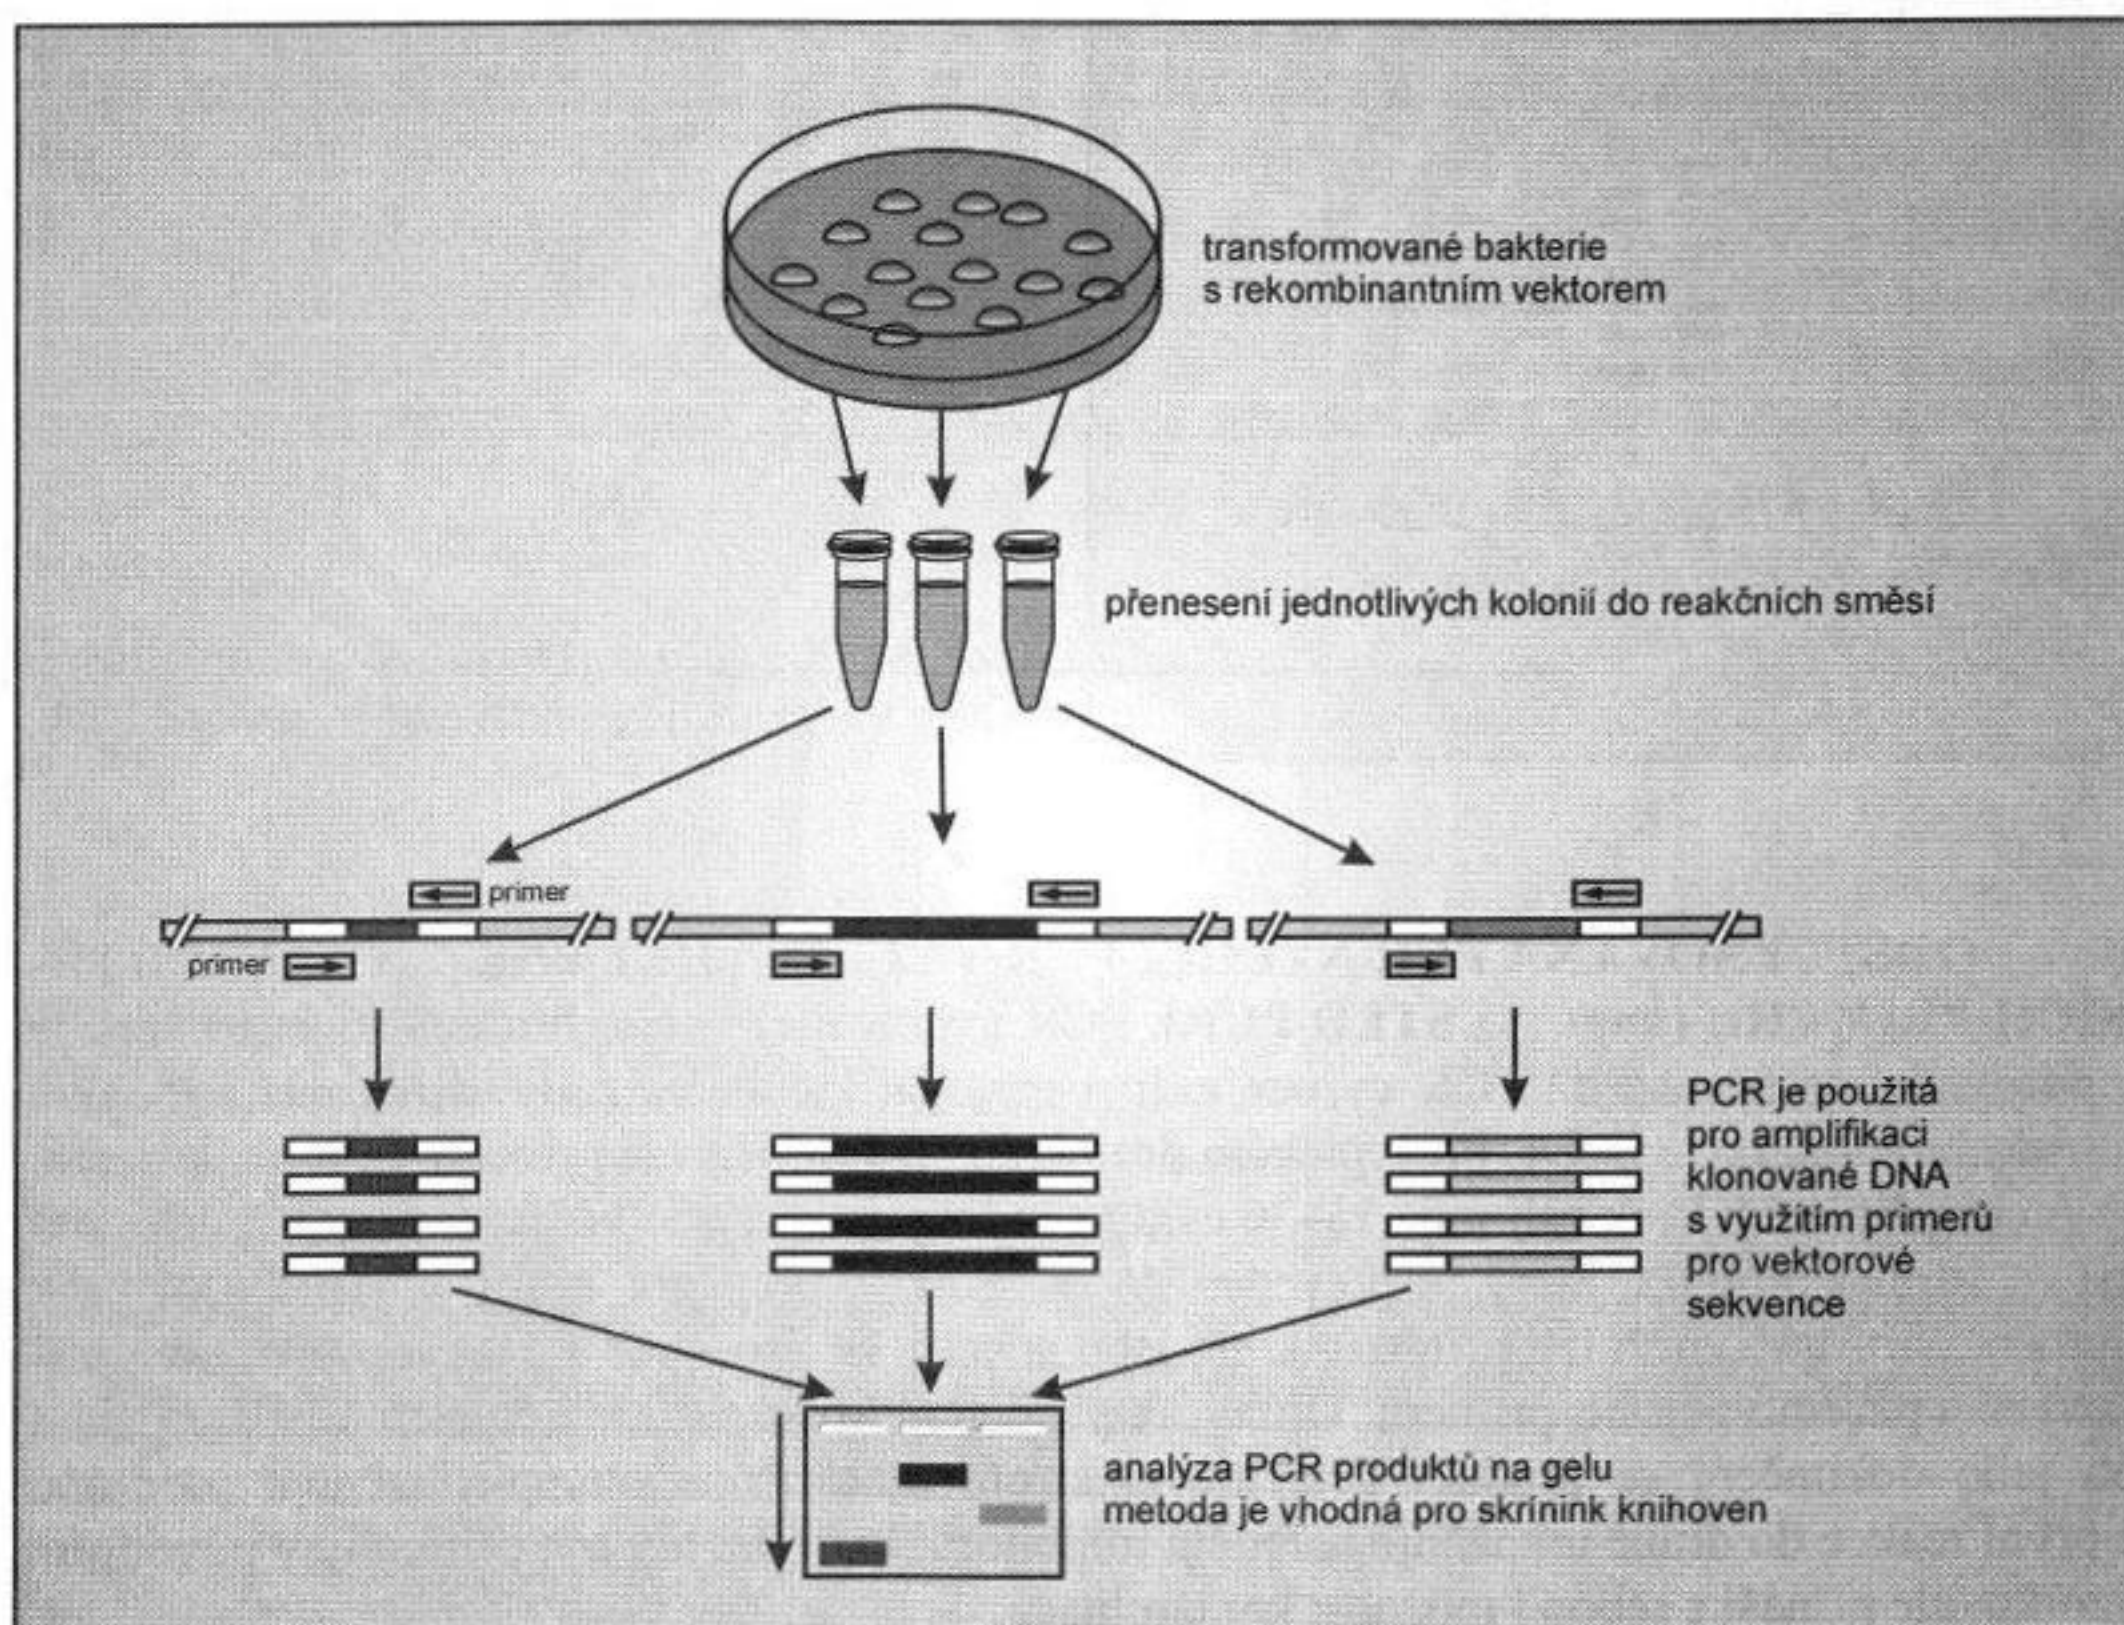 transformované bakterie
s rekombinantním vektorem
přenesení jednotlivých kolonií do reakčních směsí
primer
primer
PCR je použitá
pro amplifikaci
klonované DNA
s využitím primerů
pro vektorové
sekvence
analýza PCR produktů na gelu
metoda je vhodná pro skrínink knihoven